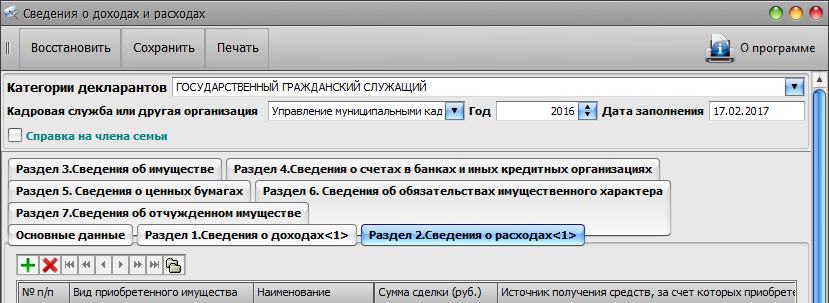 Сведения о доходах и расходах
Восстановить Сохранить Печать О программе
Категории декларантов ГОСУДАРСТВЕННЫЙ ГРАЖДАНСКИЙ СЛУЖАЩИЙ
Кадровая служба или другая организация Управление муниципальными кад Год 2016 Дата заполнения 17.02.2017
Справка на члена семьи
Раздел 3.Сведения об имуществе Раздел 4.Сведения о счетах в банках и иных кредитных организациях
Раздел 5. Сведения о ценных бумагах Раздел 6. Сведения об обязательствах имущественного характера
Раздел 7.Сведения об отчужденном имуществе
Основные данные Раздел 1.Сведения о доходах<1> Раздел 2.Сведения о расходах<1>
№ п/п Вид приобретенного имущества Наименование Сумма сделки (руб.) Источник получения средств, за счет которых приобрете